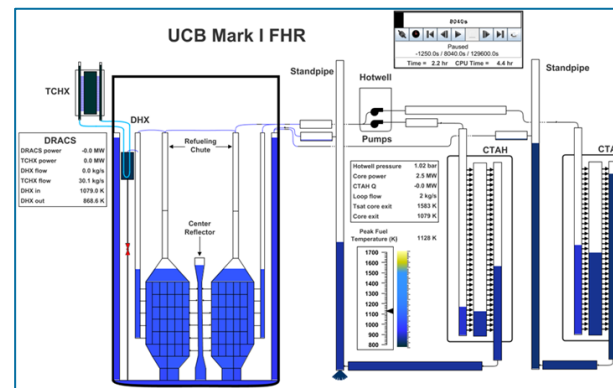 UCB Mark I FHR
8040s
Paused
-1250.0s / 8040.0s / 129600.0s
Time = 2.2 hr CPU Time = 4.4 hr
Standpipe
Hotwell
Standpipe
TCHX
DHX
Pumps
Refueling
Chute
DRACS
DRACS power -0.0 MW
TCHX power 0.0 MW
DHX flow 0.0 kg/s
TCHX flow 30.1 kg/s
DHX in 1079.0 K
DHX out 868.6 K
CTAH
CTA
Hotwell pressure 1.02 bar
Core power 2.5 MW
CTAH Q -0.0 MW
Loop flow 2 kg/s
Tsat core exit 1583 K
Core exit 1079 K
Center
Reflector
Peak Fuel
Temperature (K) 1128 K
1700
1600
1500
1400
1300
1200
1100
1000
900
800